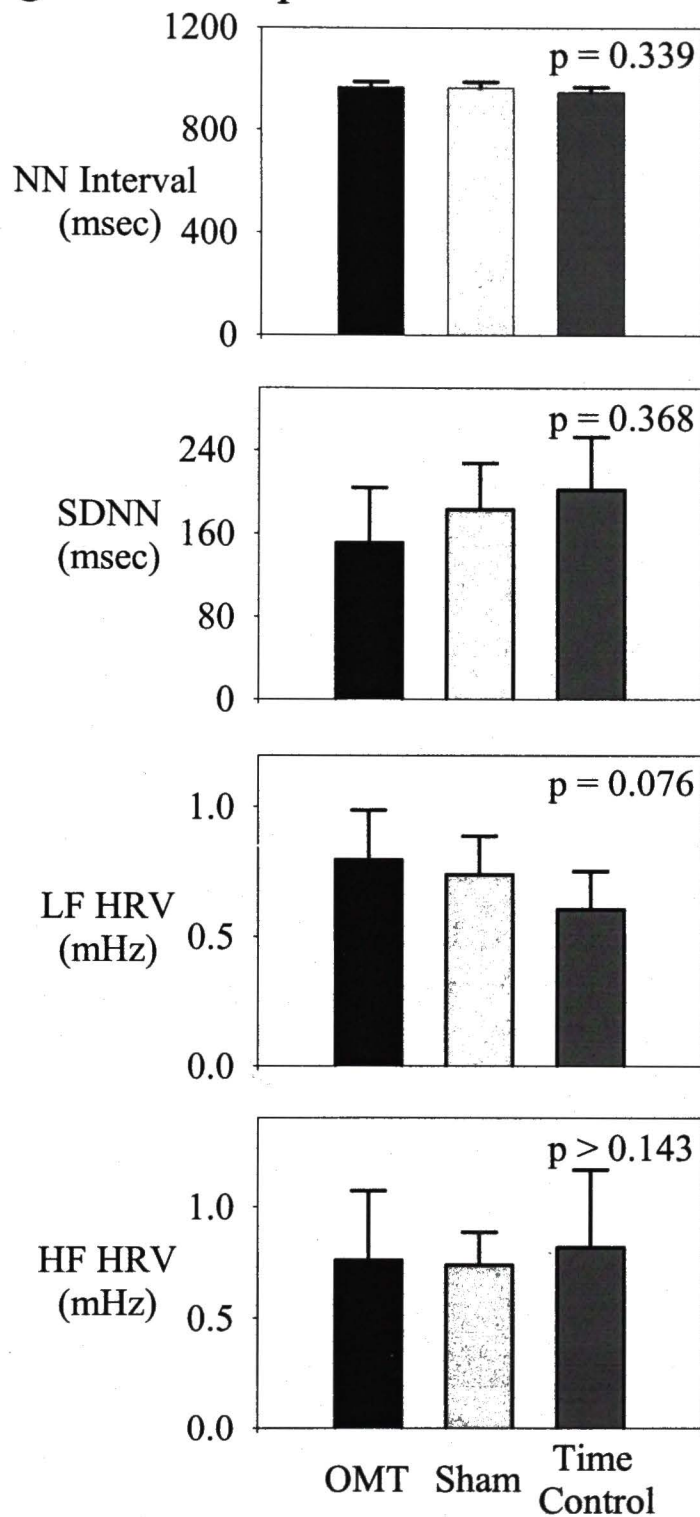 1200
p = 0.339
800
NN Interval
(msec)
400
0
p = 0.368
240
SDNN
(msec)
160
80
0
p = 0.076
1.0
LF HRV
(mHz)
0.5
0.0
p > 0.143
1.0
HF HRV
(mHz)
0.5
0.0
OMT Sham Time
Control